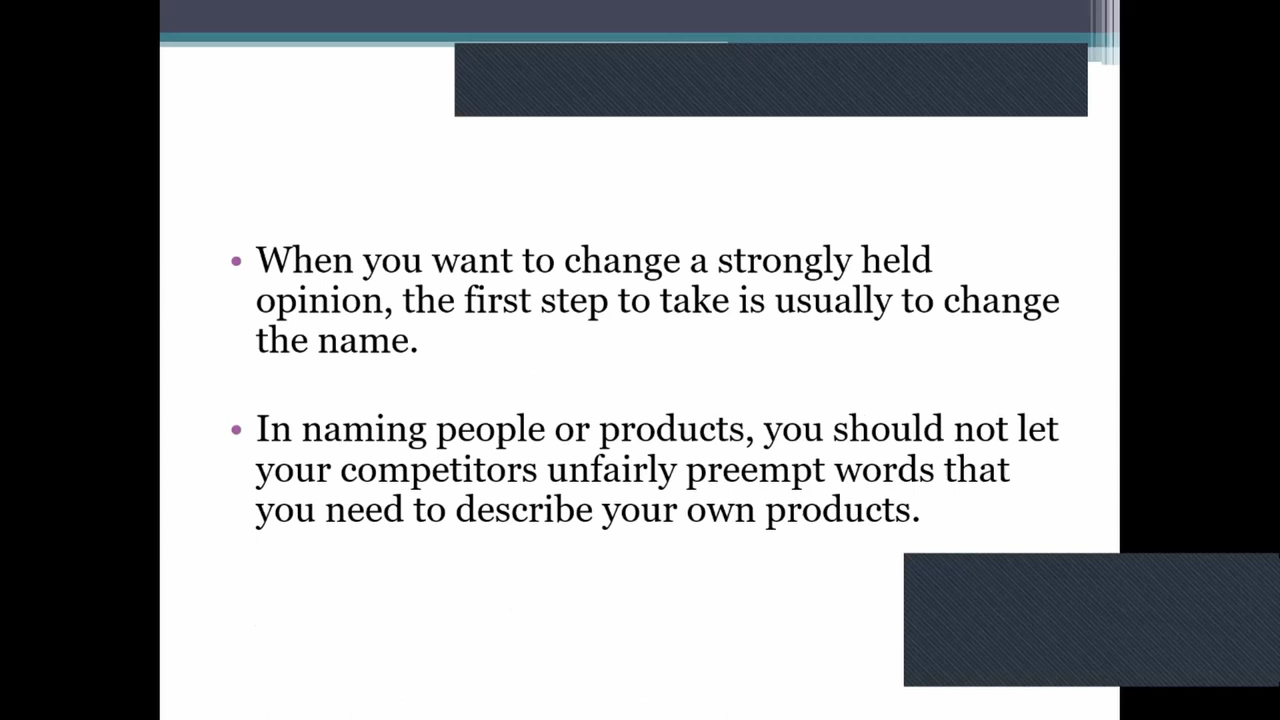 • When you want to change a strongly held
opinion, the first step to take is usually to change
the name.
• In naming people or products, you should not let
your competitors unfairly preempt words that
you need to describe your own products.